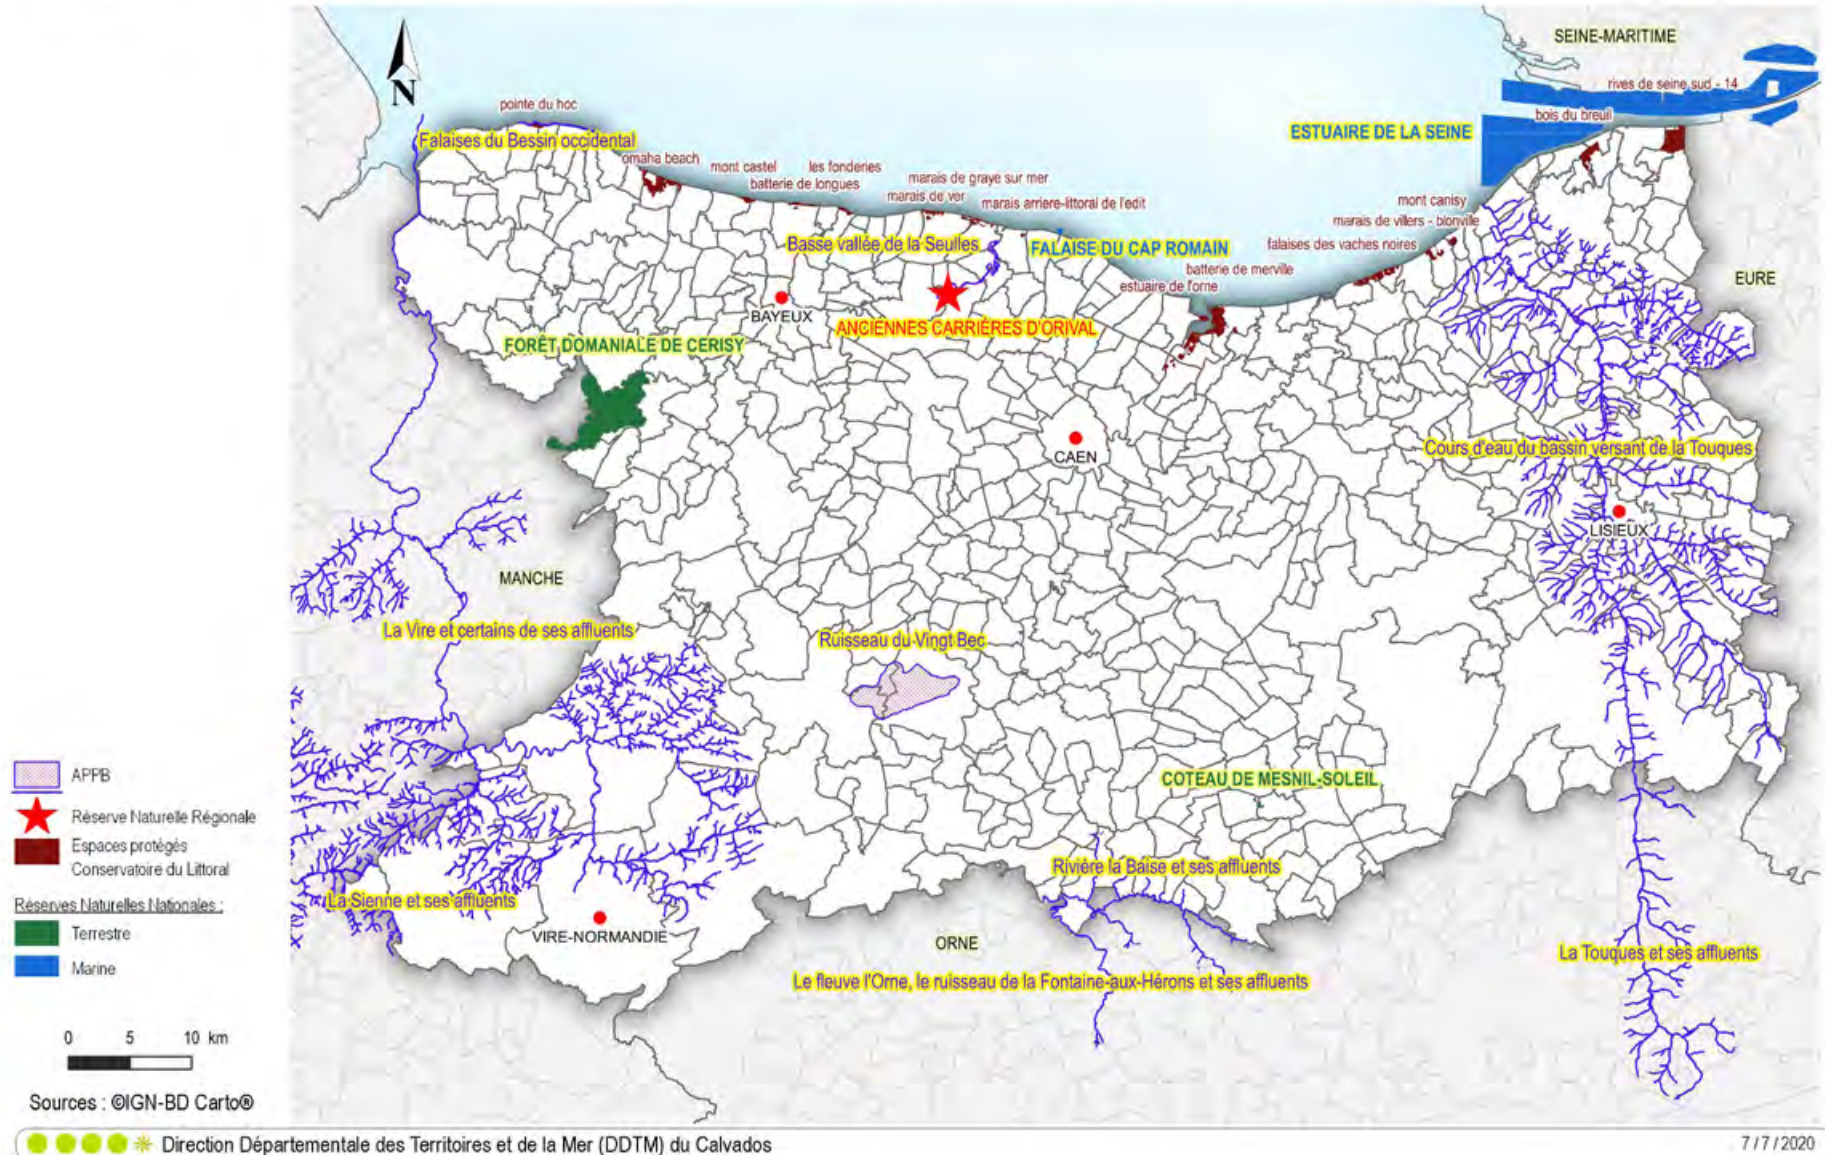 SEINE-MARITIME
rives de seine sud - 14
N
pointe du hoc
bois du breuil
ESTUAIRE DE LA SEINE
Falaises du Bessin occidental
omaha beach
mont castel
les fonderies
batterie de longues
marais de graye sur mer
marais de ver
marais arriere-littoral de l'edit
mont canisy
marais de villers - blonville
Basse vallée de la Seulles
FALAISE DU CAP ROMAIN
falaises des vaches noires
batterie de merville
estuaire de l'orne
EURE
BAYEUX
ANCIENNES CARRIÈRES D'ORIVAL
FORÊT DOMANIALE DE CERISY
CAEN
Cours d'eau du bassin versant de la Touques
LISIEUX
MANCHE
La Vire et certains de ses affluents
Ruisseau du Vingt Bec
COTEAU DE MESNIL-SOLEIL
Rivière la Baise et ses affluents
La Sienne et ses affluents
VIRE-NORMANDIE
ORNE
La Touques et ses affluents
Le fleuve l'Orne, le ruisseau de la Fontaine-aux-Hérons et ses affluents
APPB
Réserve Naturelle Régionale
Espaces protégés
Conservatoire du Littoral
Réserves Naturelles Nationales :
Terrestre
Marine
0 5 10 km
Sources : ©IGN-BD Carto®
Direction Départementale des Territoires et de la Mer (DDTM) du Calvados
7/7/2020